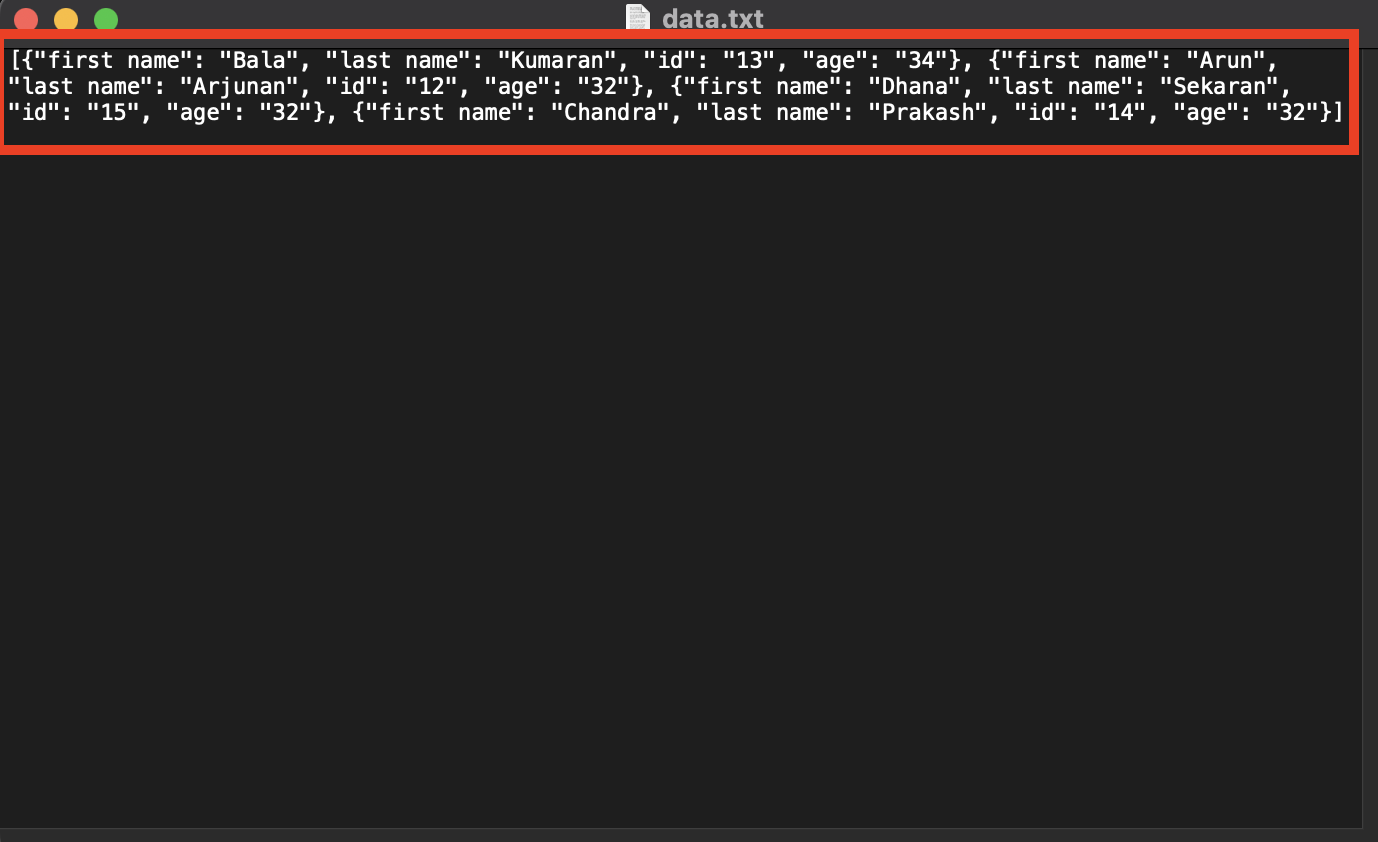 data.txt
[{"first name": "Bala", "last name": "Kumaran", "id": "13", "age": "34"}, {"first name": "Arun",
"last name": "Arjunan", "id": "12", "age": "32"}, {"first name": "Dhana", "last name": "Sekaran",
"id": "15", "age": "32"}, {"first name": "Chandra", "last name": "Prakash", "id": "14", "age": "32"}]